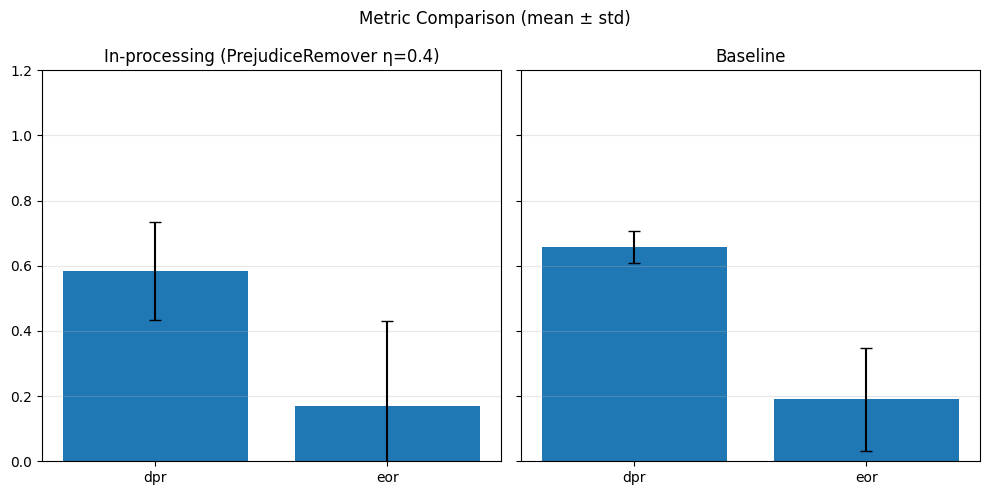 Metric Comparison (mean ± std)
In-processing (PrejudiceRemover η=0.4)
Baseline
1.2
1.0
0.8
0.6
0.4
0.2
0.0
dpr
eor
dpr
eor